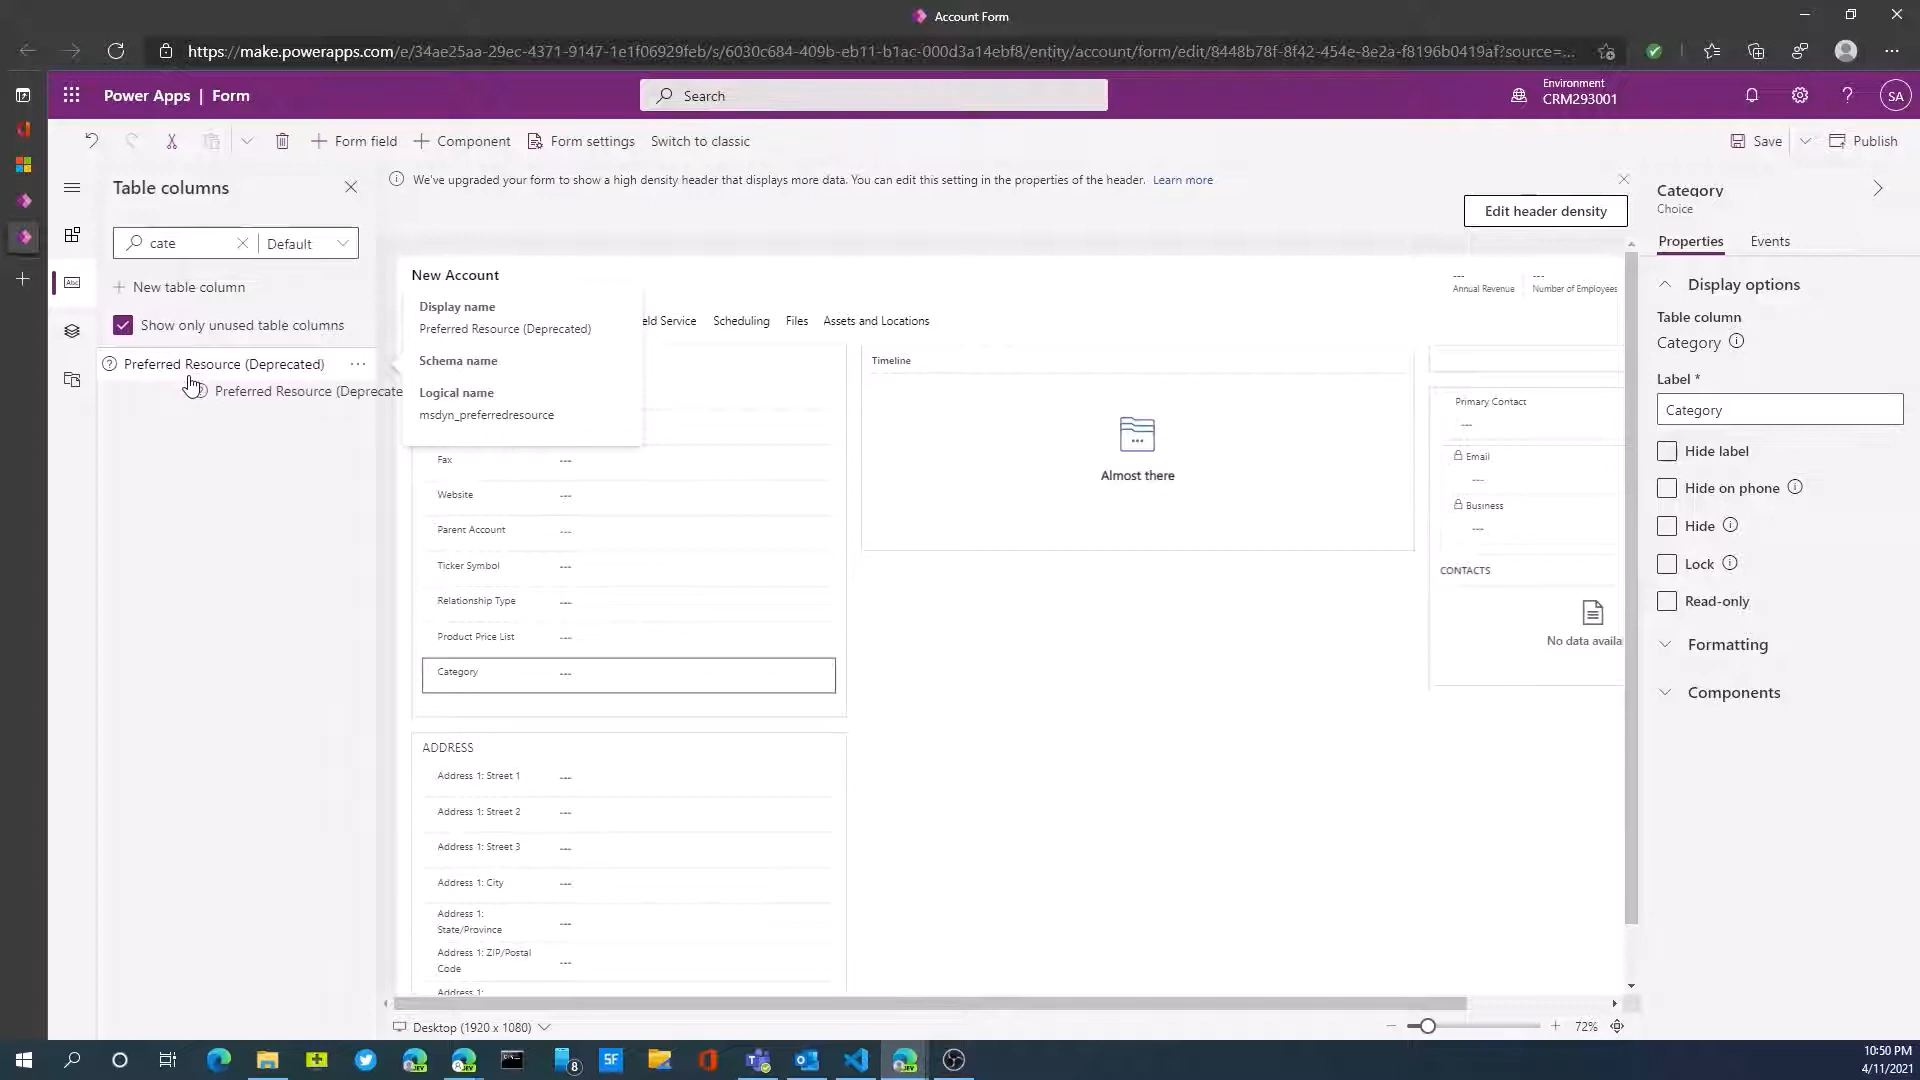 Account Form
https://make.powerapps.com/e/34ae25aa-29ec-4371-9147-1e1f06929feb/s/6030c684-409b-eb11-b1ac-000d3a14ebf8/entity/account/form/edit/8448b78f-8f42-454e-8e2a-f8196b0419af?source=...
Power Apps | Form
Search
Environment
CRM293001
SA
Form field
Component
Form settings
Switch to classic
Save
Publish
Table columns
cate
Default
New table column
Show only unused table columns
Preferred Resource (Deprecated)
Preferred Resource (Deprecate
We've upgraded your form to show a high density header that displays more data. You can edit this setting in the properties of the header. Learn more
Edit header density
New Account
Display name
Preferred Resource (Deprecated)
Schema name
Logical name
msdyn_preferredresource
---
Annual Revenue
---
Number of Employees
eld Service
Scheduling
Files
Assets and Locations
Fax ---
Website ---
Parent Account ---
Ticker Symbol ---
Relationship Type ---
Product Price List ---
Category ---
ADDRESS
Address 1: Street 1 ---
Address 1: Street 2 ---
Address 1: Street 3 ---
Address 1: City ---
Address 1:
State/Province ---
Address 1: ZIP/Postal
Code ---
Address 1:
Timeline
Almost there
Primary Contact
---
Email
---
Business
---
CONTACTS
No data availa
Desktop (1920 x 1080)
72%
Category
Choice
Properties
Events
Display options
Table column
Category
Label *
Category
Hide label
Hide on phone
Hide
Lock
Read-only
Formatting
Components
SF
8
10:50 PM
4/11/2021